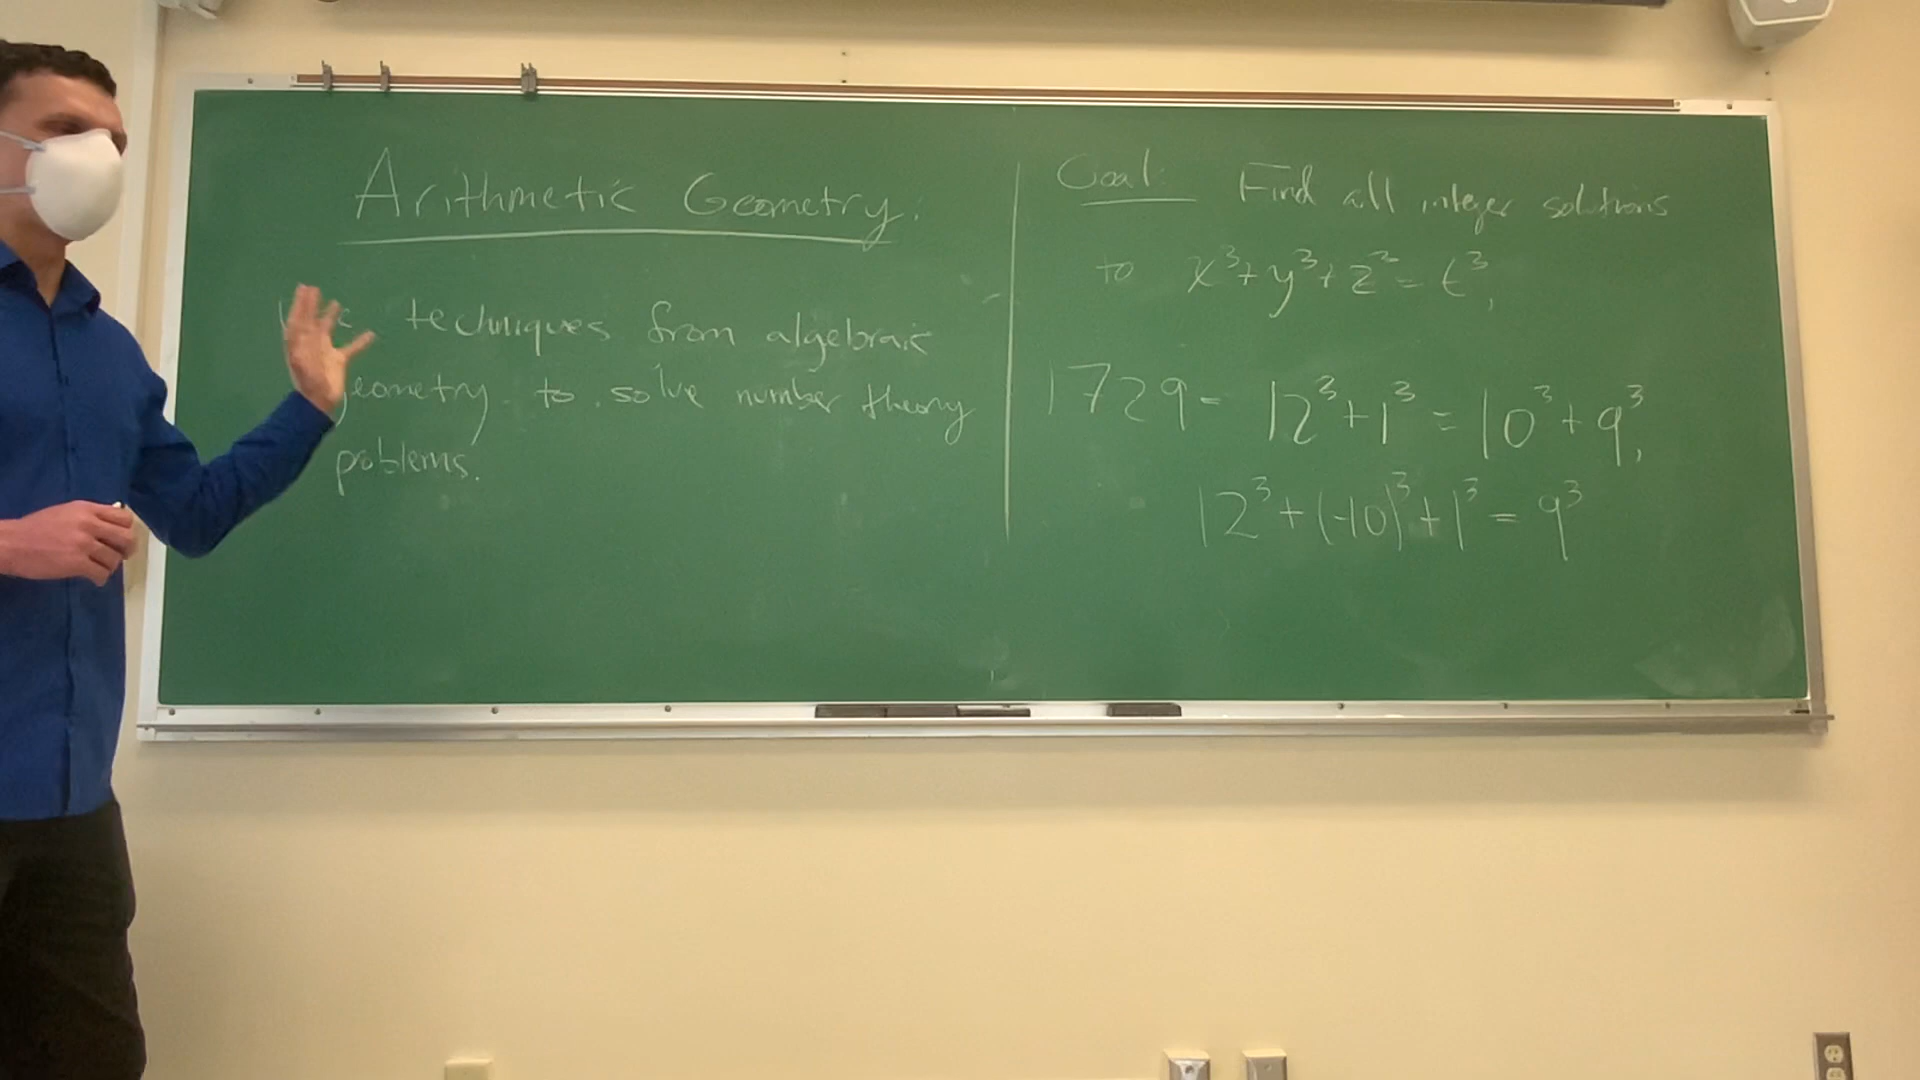 Arithmetic Geometry.
techniques from algebraic
geometry to solve number theory
problems.
Goal: Find all integer solutions
to x³+y³+z³=t³,
1729= 12³+1³=10³+9³,
12³+(-10)³+1³=9³